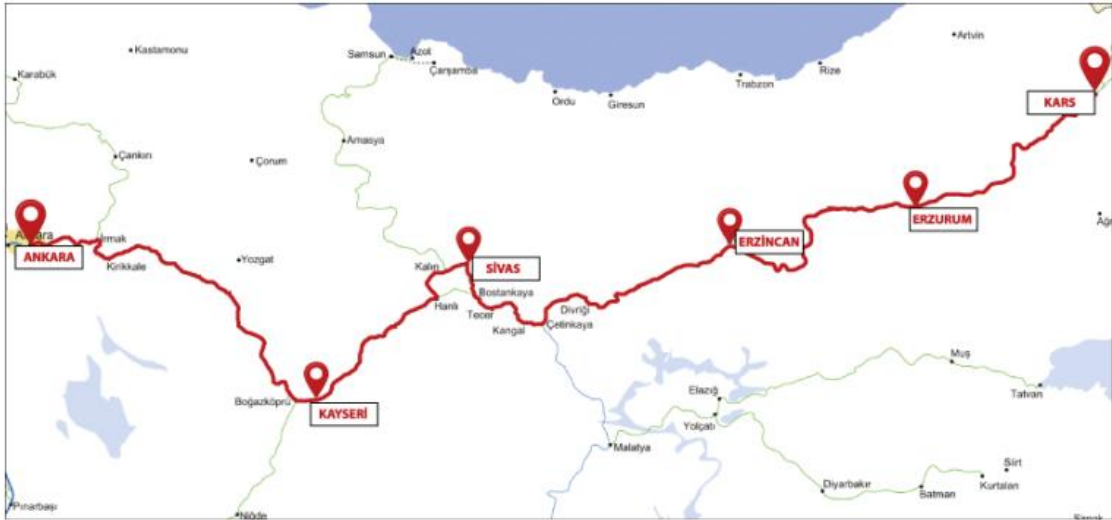 Kastamonu
Karabük
Samsun
Azot
Çarşamba
Ordu
Giresun
Trabzon
Rize
Artvin
KARS
Amasya
Çankırı
Çorum
ERZURUM
Irmak
ANKARA
Kırıkkale
Yozgat
Kalın
SİVAS
ERZİNCAN
Bostankaya
Hanlı
Tecer
Divriği
Kangal
Çetinkaya
Boğazköprü
KAYSERİ
Elazığ
Yolçatı
Malatya
Muş
Tatvan
Diyarbakır
Batman
Siirt
Kurtalan
Pınarbaşı
Niğde